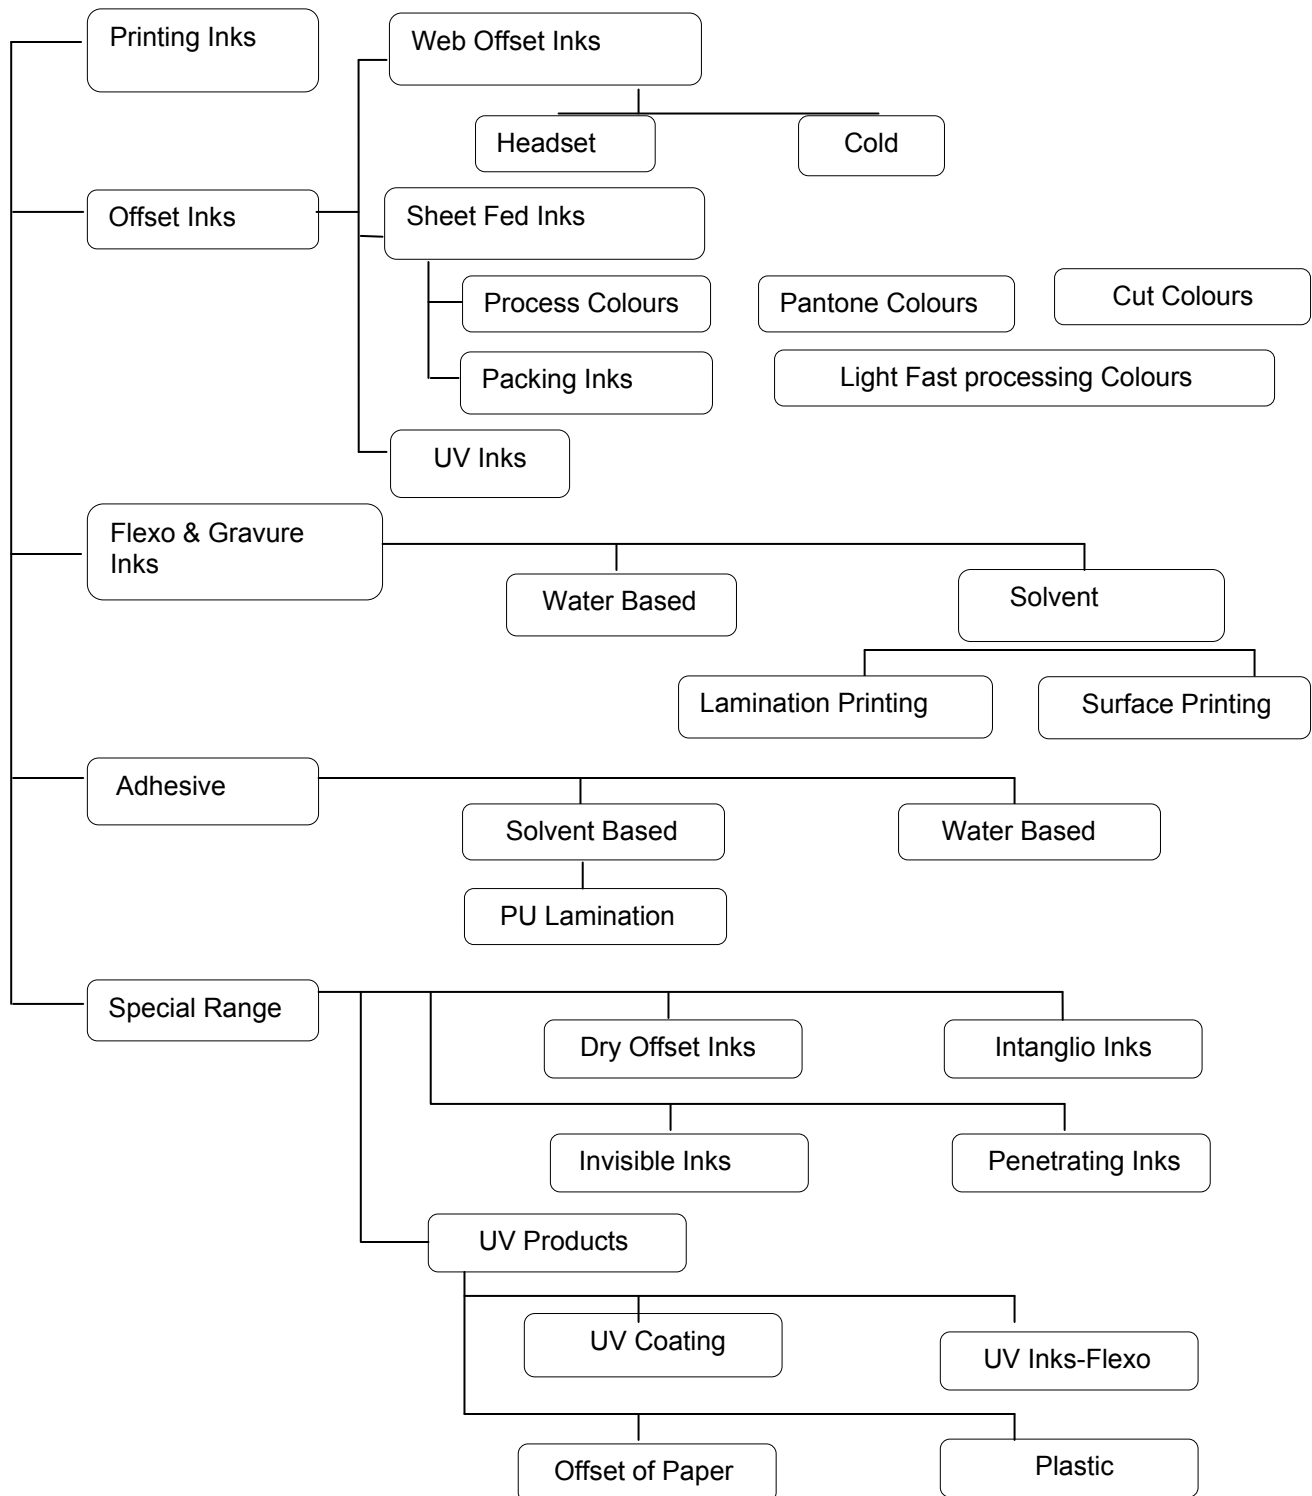 Printing Inks
Web Offset Inks
Headset
Cold
Offset Inks
Sheet Fed Inks
Process Colours
Pantone Colours
Cut Colours
Packing Inks
Light Fast processing Colours
UV Inks
Flexo & Gravure
Inks
Water Based
Solvent
Lamination Printing
Surface Printing
Adhesive
Solvent Based
Water Based
PU Lamination
Special Range
Dry Offset Inks
Intanglio Inks
Invisible Inks
Penetrating Inks
UV Products
UV Coating
UV Inks-Flexo
Offset of Paper
Plastic